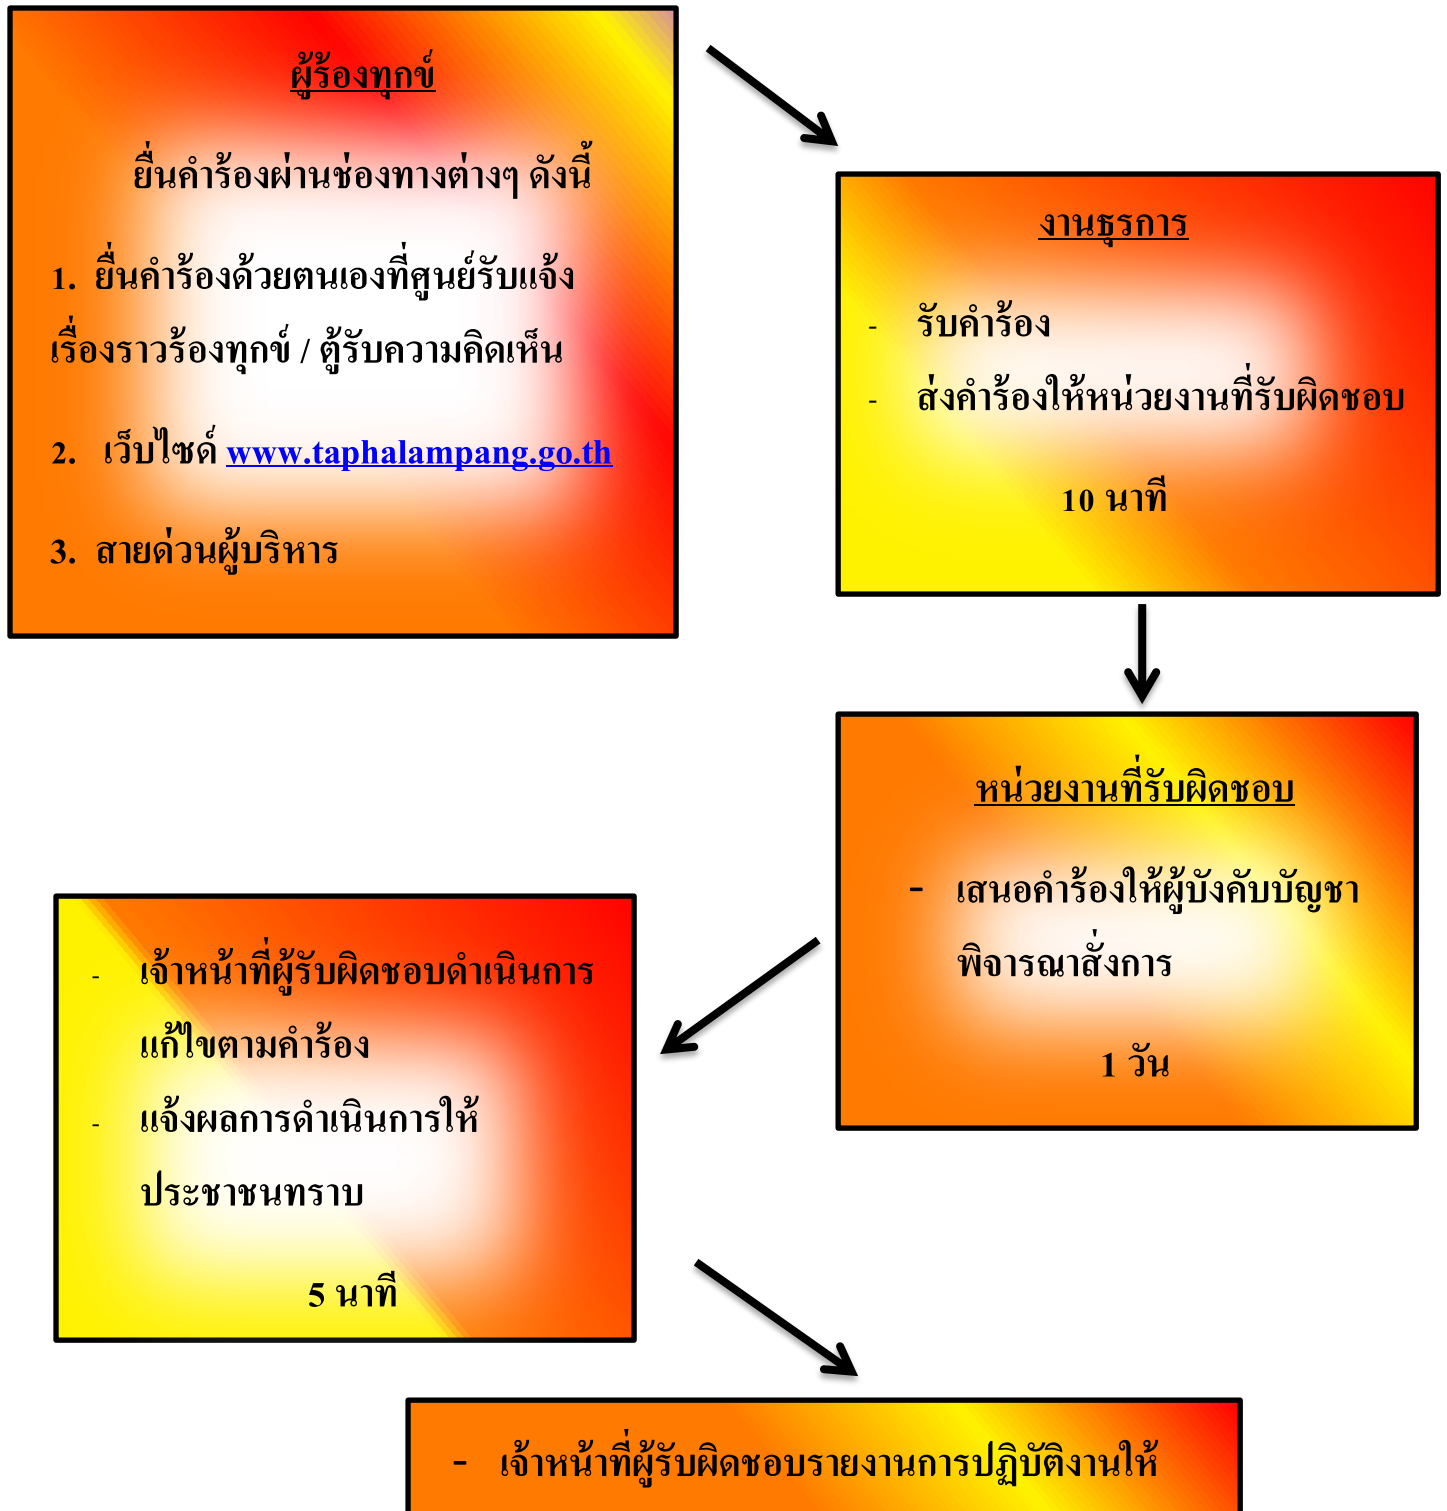 ผู้ร้องทุกข์
ยื่นคำร้องผ่านช่องทางต่างๆ ดังนี้
1. ยื่นคำร้องด้วยตนเองที่ศูนย์รับแจ้ง
เรื่องราวร้องทุกข์ / ตู้รับความคิดเห็น
2. เว็บไซด์ www.taphalampang.go.th
3. สายด่วนผู้บริหาร
งานธุรการ
- รับคำร้อง
- ส่งคำร้องให้หน่วยงานที่รับผิดชอบ
10 นาที
หน่วยงานที่รับผิดชอบ
- เสนอคำร้องให้ผู้บังคับบัญชา
พิจารณาสั่งการ
1 วัน
- เจ้าหน้าที่ผู้รับผิดชอบดำเนินการ
แก้ไขตามคำร้อง
- แจ้งผลการดำเนินการให้
ประชาชนทราบ
5 นาที
- เจ้าหน้าที่ผู้รับผิดชอบรายงานการปฏิบัติงานให้